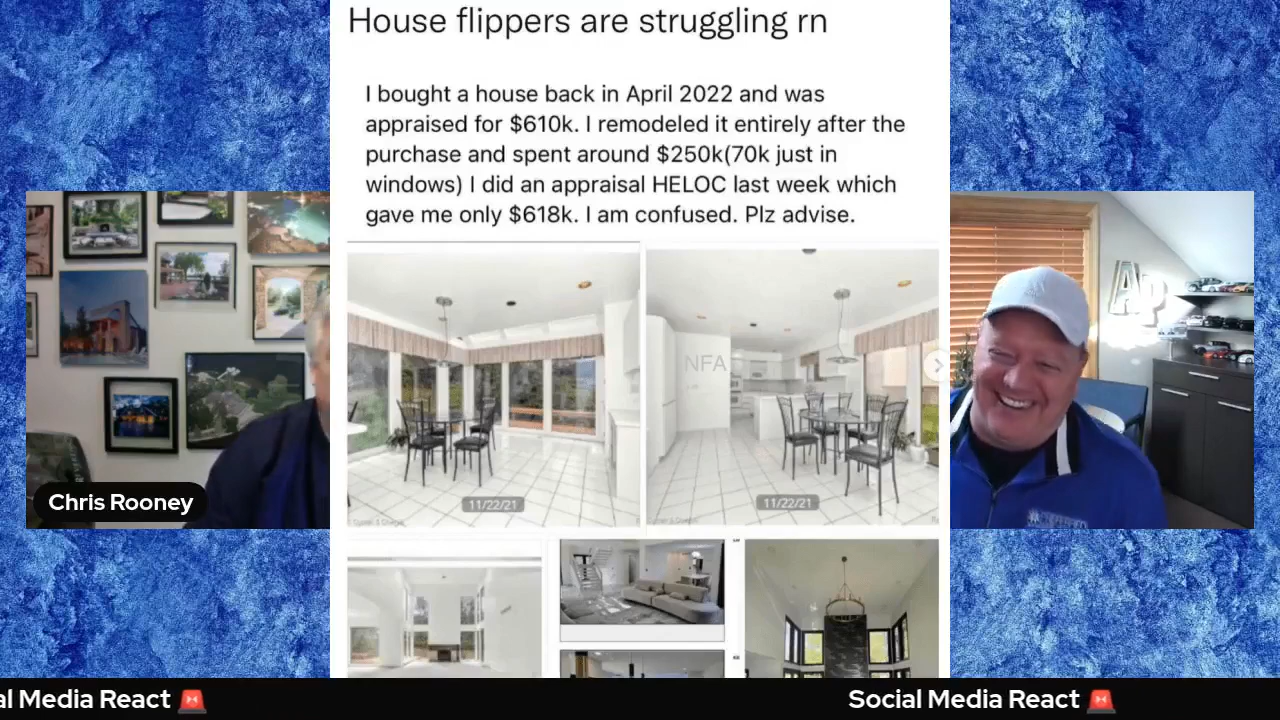 House flippers are struggling rn
I bought a house back in April 2022 and was
appraised for $610k. I remodeled it entirely after the
purchase and spent around $250k(70k just in
windows) I did an appraisal HELOC last week which
gave me only $618k. I am confused. Plz advise.
NFA
11/22/21
11/22/21
Chris Rooney
AP
al Media React 🚨
Social Media React 🚨